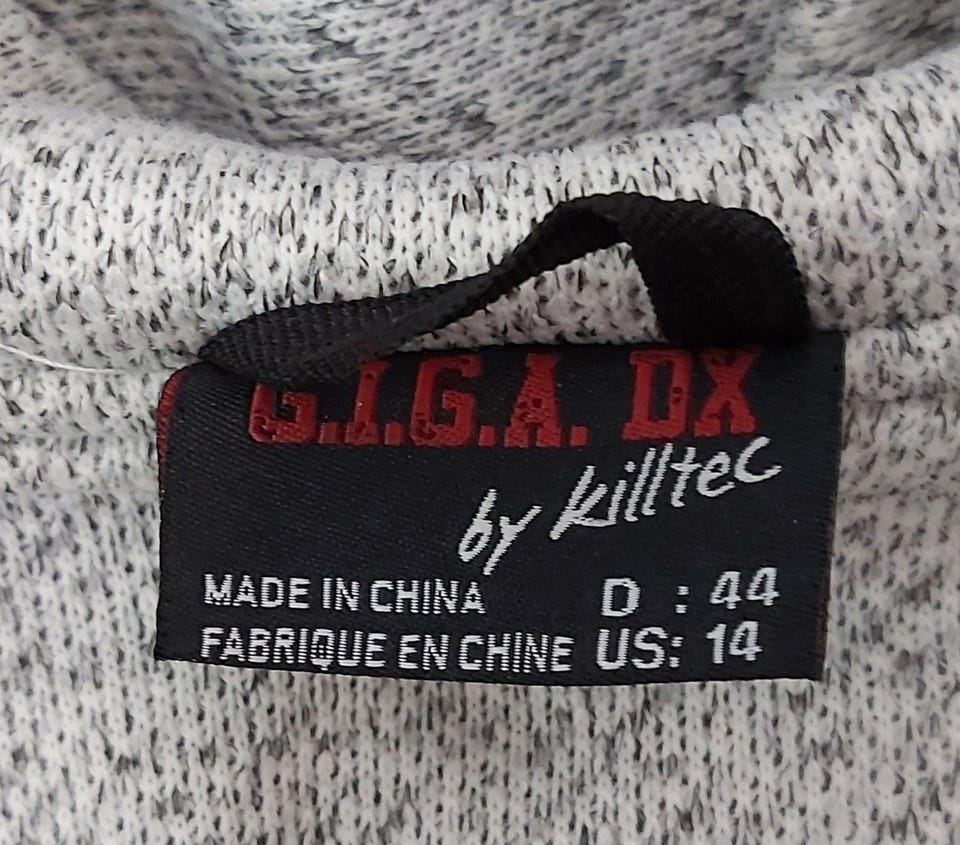 G.I.G.A. DX
by killtec
MADE IN CHINA D : 44
FABRIQUE EN CHINE US: 14